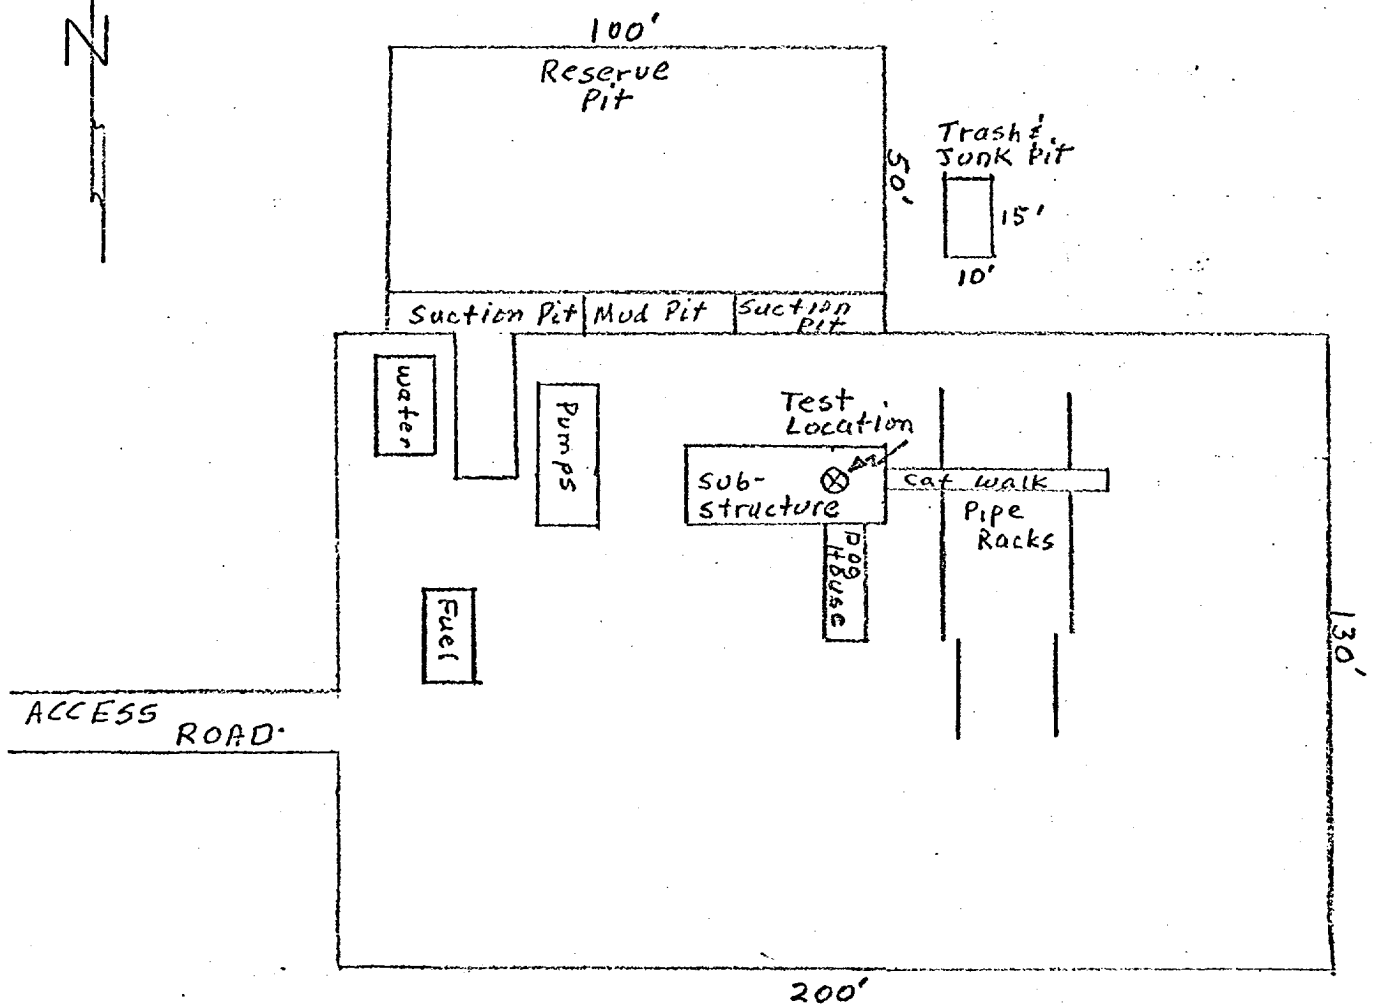 N
100'
Reserve
Pit
50'
Trash &
Junk Pit
15'
10'
Suction Pit
Mud Pit
Suction
Pit
water
Pumps
Test
Location
Sub-
structure
Cat walk
Pipe
Racks
Dog
House
Fuel
130'
ACCESS
ROAD
200'